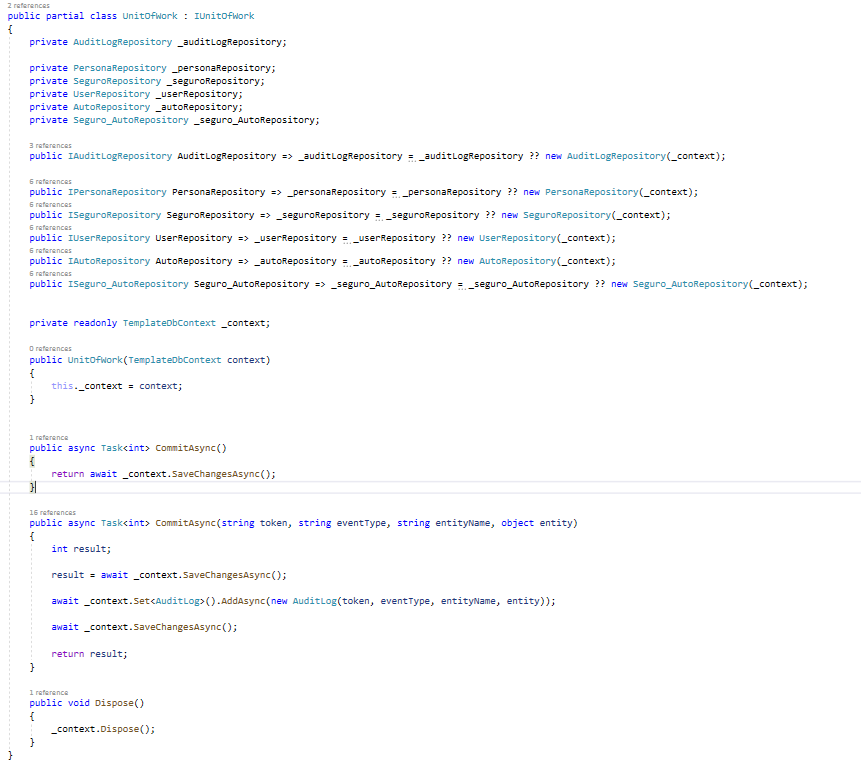 2 references
public partial class UnitOfWork : IUnitOfWork
{
private AuditLogRepository _auditLogRepository;
private PersonaRepository _personaRepository;
private SeguroRepository _seguroRepository;
private UserRepository _userRepository;
private AutoRepository _autoRepository;
private Seguro_AutoRepository _seguro_AutoRepository;
3 references
public IAuditLogRepository AuditLogRepository => _auditLogRepository = _auditLogRepository ?? new AuditLogRepository(_context);
6 references
public IPersonaRepository PersonaRepository => _personaRepository = _personaRepository ?? new PersonaRepository(_context);
6 references
public ISeguroRepository SeguroRepository => _seguroRepository = _seguroRepository ?? new SeguroRepository(_context);
6 references
public IUserRepository UserRepository => _userRepository = _userRepository ?? new UserRepository(_context);
6 references
public IAutoRepository AutoRepository => _autoRepository = _autoRepository ?? new AutoRepository(_context);
6 references
public ISeguro_AutoRepository Seguro_AutoRepository => _seguro_AutoRepository = _seguro_AutoRepository ?? new Seguro_AutoRepository(_context);
private readonly TemplateDbContext _context;
0 references
public UnitOfWork(TemplateDbContext context)
{
this._context = context;
}
1 reference
public async Task<int> CommitAsync()
{
return await _context.SaveChangesAsync();
}
16 references
public async Task<int> CommitAsync(string token, string eventType, string entityName, object entity)
{
int result;
result = await _context.SaveChangesAsync();
await _context.Set<AuditLog>().AddAsync(new AuditLog(token, eventType, entityName, entity));
await _context.SaveChangesAsync();
return result;
}
1 reference
public void Dispose()
{
_context.Dispose();
}
}